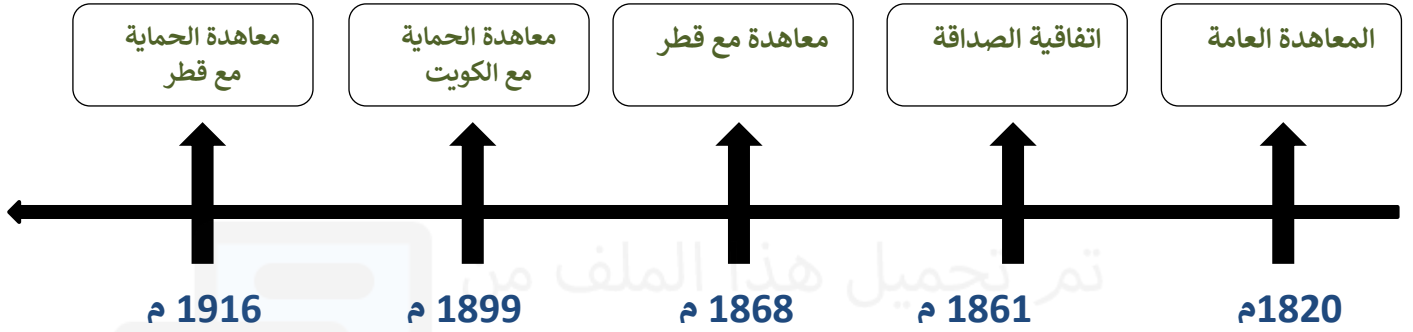 المعاهدة العامة
اتفاقية الصداقة
معاهدة مع قطر
معاهدة الحماية
مع الكويت
معاهدة الحماية
مع قطر
1820م
1861 م
1868 م
1899 م
1916 م
تم تحميل هذا الملف من